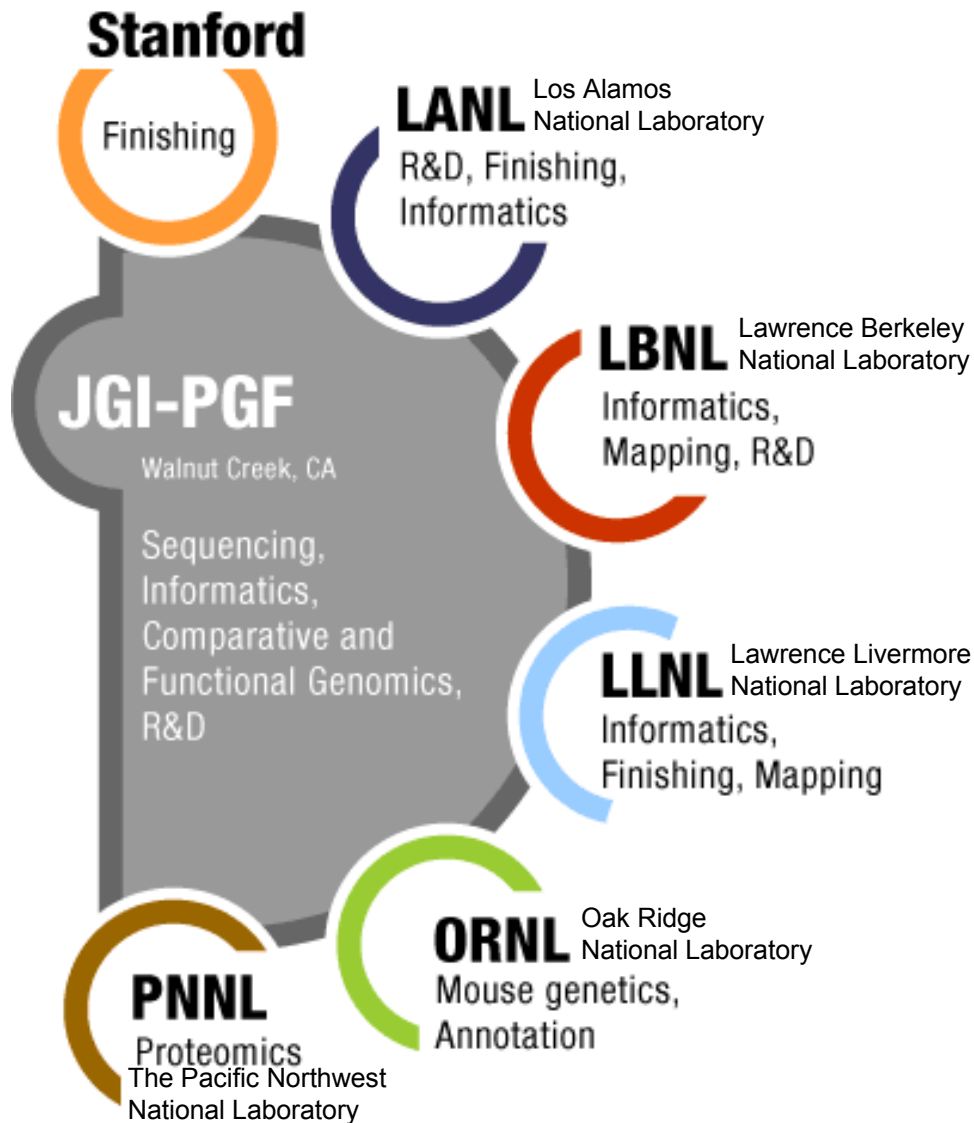 Stanford
Finishing
LANL
Los Alamos
National Laboratory
R&D, Finishing,
Informatics
LBNL
Lawrence Berkeley
National Laboratory
Informatics,
Mapping, R&D
JGI-PGF
Walnut Creek, CA
Sequencing,
Informatics,
Comparative and
Functional Genomics,
R&D
LLNL
Lawrence Livermore
National Laboratory
Informatics,
Finishing, Mapping
ORNL
Oak Ridge
National Laboratory
Mouse genetics,
Annotation
PNNL
Proteomics
The Pacific Northwest
National Laboratory